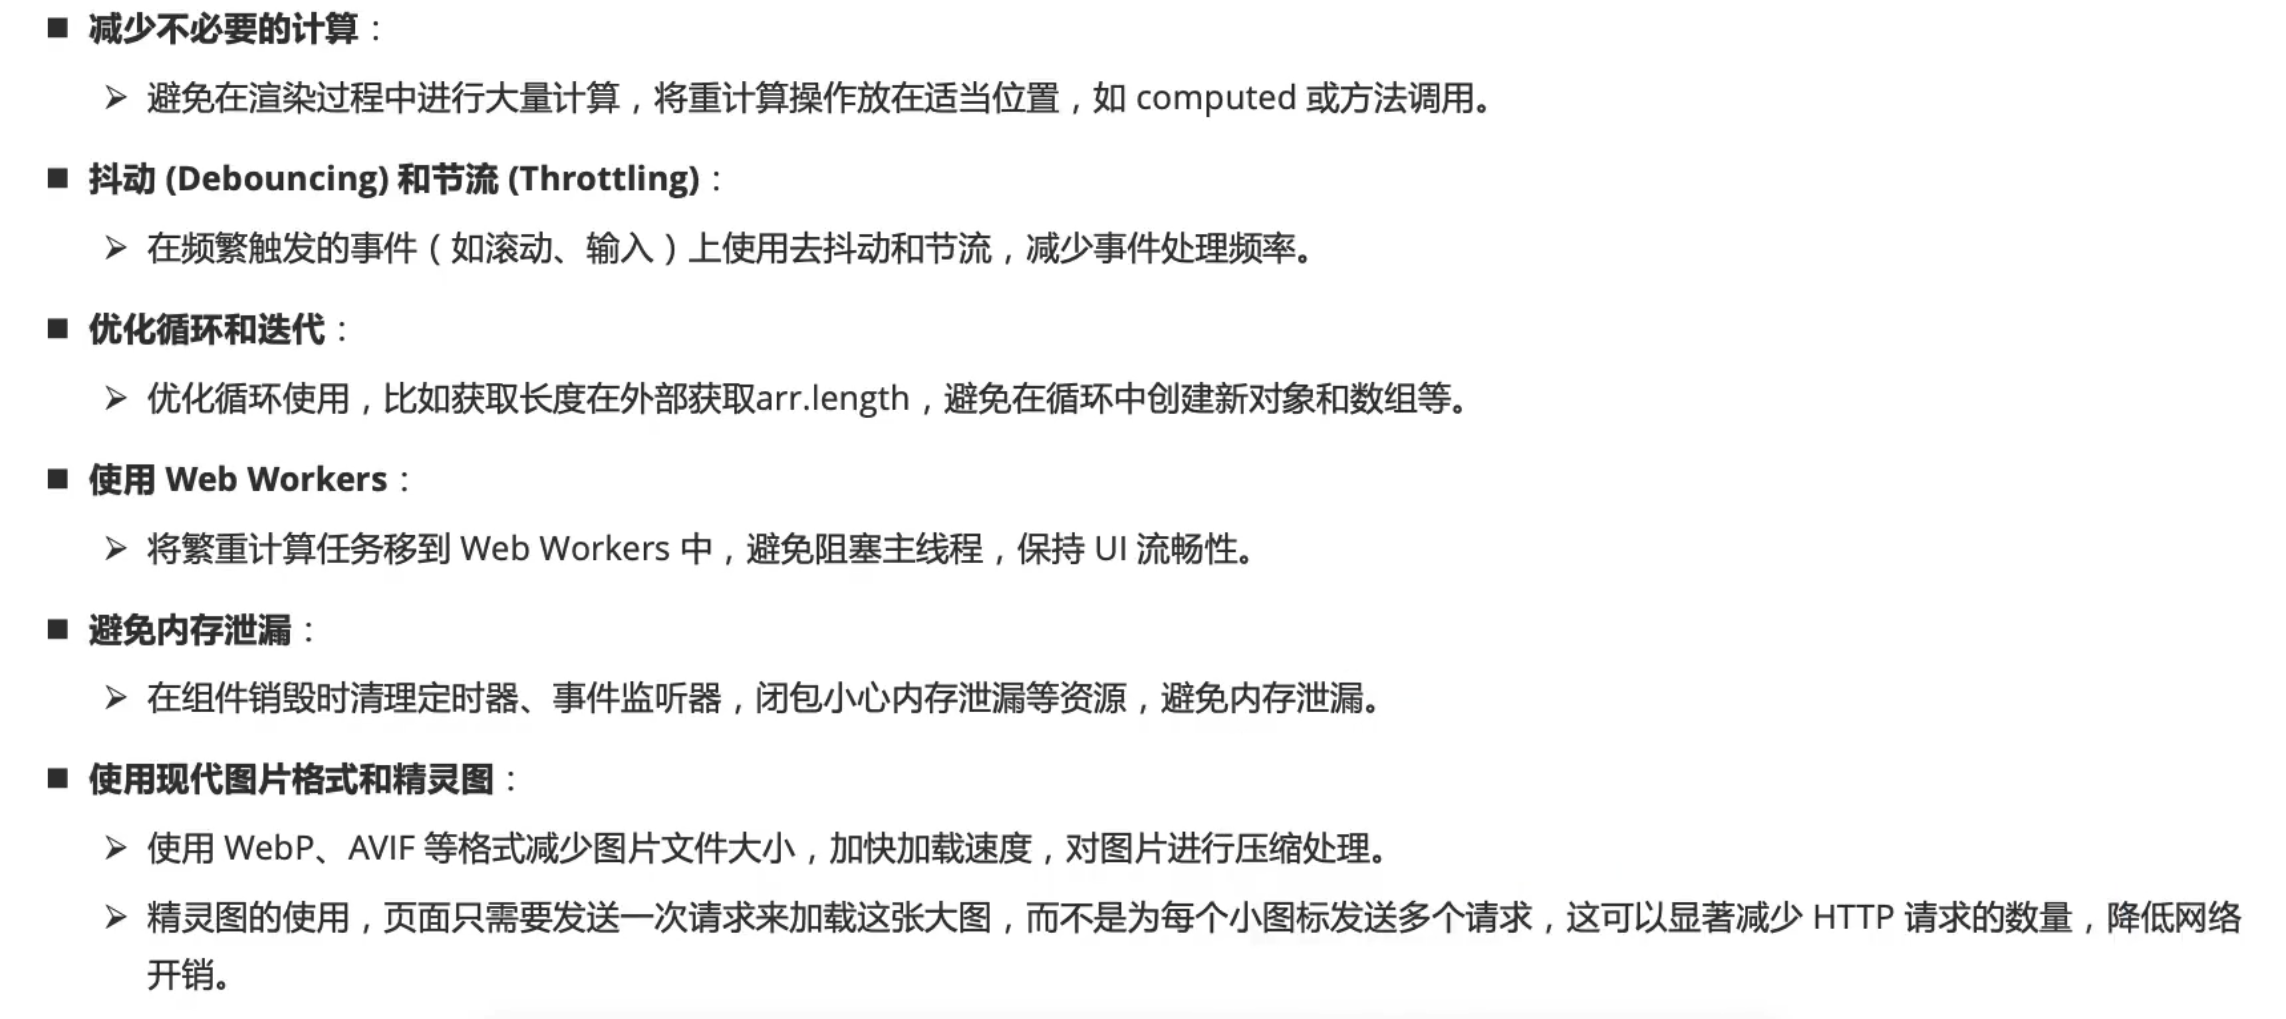 ■ 减少不必要的计算：
➢ 避免在渲染过程中进行大量计算，将重计算操作放在适当位置，如 computed 或方法调用。
■ 抖动 (Debouncing) 和节流 (Throttling)：
➢ 在频繁触发的事件（如滚动、输入）上使用去抖动和节流，减少事件处理频率。
■ 优化循环和迭代：
➢ 优化循环使用，比如获取长度在外部获取arr.length，避免在循环中创建新对象和数组等。
■ 使用 Web Workers：
➢ 将繁重计算任务移到 Web Workers 中，避免阻塞主线程，保持 UI 流畅性。
■ 避免内存泄漏：
➢ 在组件销毁时清理定时器、事件监听器，闭包小心内存泄漏等资源，避免内存泄漏。
■ 使用现代图片格式和精灵图：
➢ 使用 WebP、AVIF 等格式减少图片文件大小，加快加载速度，对图片进行压缩处理。
➢ 精灵图的使用，页面只需要发送一次请求来加载这张大图，而不是为每个小图标发送多个请求，这可以显著减少 HTTP 请求的数量，降低网络
开销。